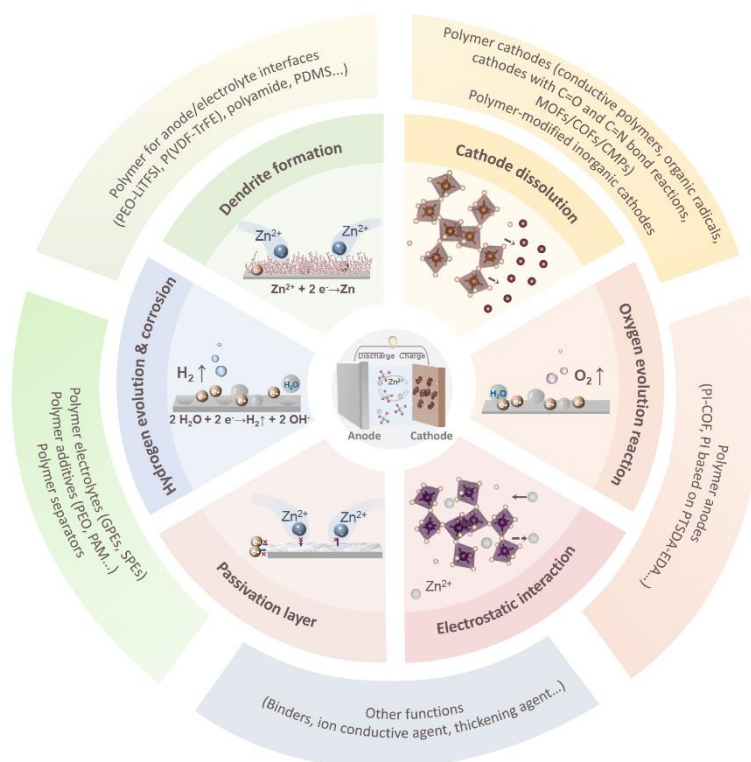 Polymer for anode/electrolyte interfaces
(PEO-LiTFSI, P(VDF-TrFE), polyamide, PDMS...)
Polymer cathodes (conductive polymers, organic radicals,
cathodes with C=O and C=N bond reactions,
MOFs/COFs/CMPs)
Polymer-modified inorganic cathodes
Dendrite formation
Zn²⁺
Zn²⁺
Zn²⁺ + 2 e⁻→Zn
Cathode dissolution
Hydrogen evolution & corrosion
H₂↑
H₂O
2 H₂O + 2 e⁻→H₂↑ + 2 OH⁻
Discharge Charge
Zn²⁺
Anode
Cathode
Oxygen evolution reaction
O₂↑
H₂O
Polymer electrolytes (GPEs, SPEs)
Polymer additives (PEO, PAM...)
Polymer separators
Polymer anodes
(PI-COF, PI based on PTSDA-EDA...)
Passivation layer
Zn²⁺
Zn²⁺
Electrostatic interaction
Zn²⁺
Other functions
(Binders, ion conductive agent, thickening agent...)